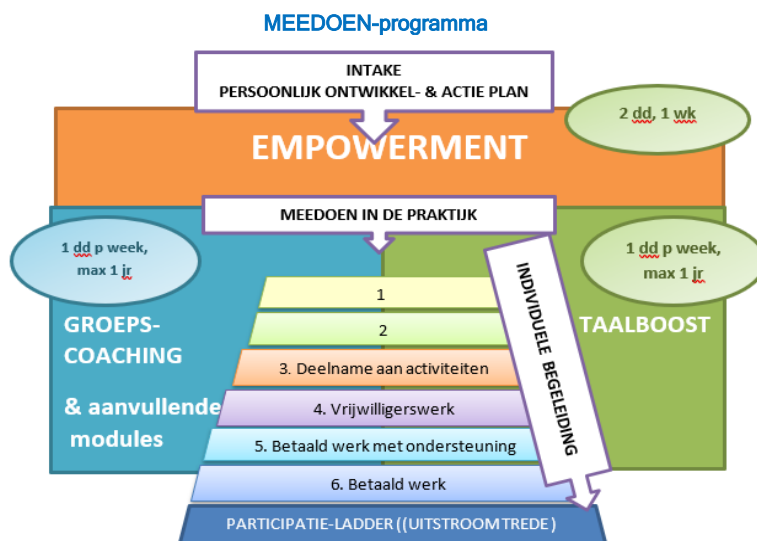 MEEDOEN-programma
INTAKE
PERSOONLIJK ONTWIKKEL- & ACTIE PLAN
2 dd, 1 wk
EMPOWERMENT
MEEDOEN IN DE PRAKTIJK
1 dd p week,
max 1 jr
1 dd p week,
max 1 jr
GROEPS-
COACHING
& aanvullende
modules
TAALBOOST
INDIVIDUELE BEGELEIDING
1
2
3. Deelname aan activiteiten
4. Vrijwilligerswerk
5. Betaald werk met ondersteuning
6. Betaald werk
PARTICIPATIE-LADDER ((UITSTROOMTREDE )